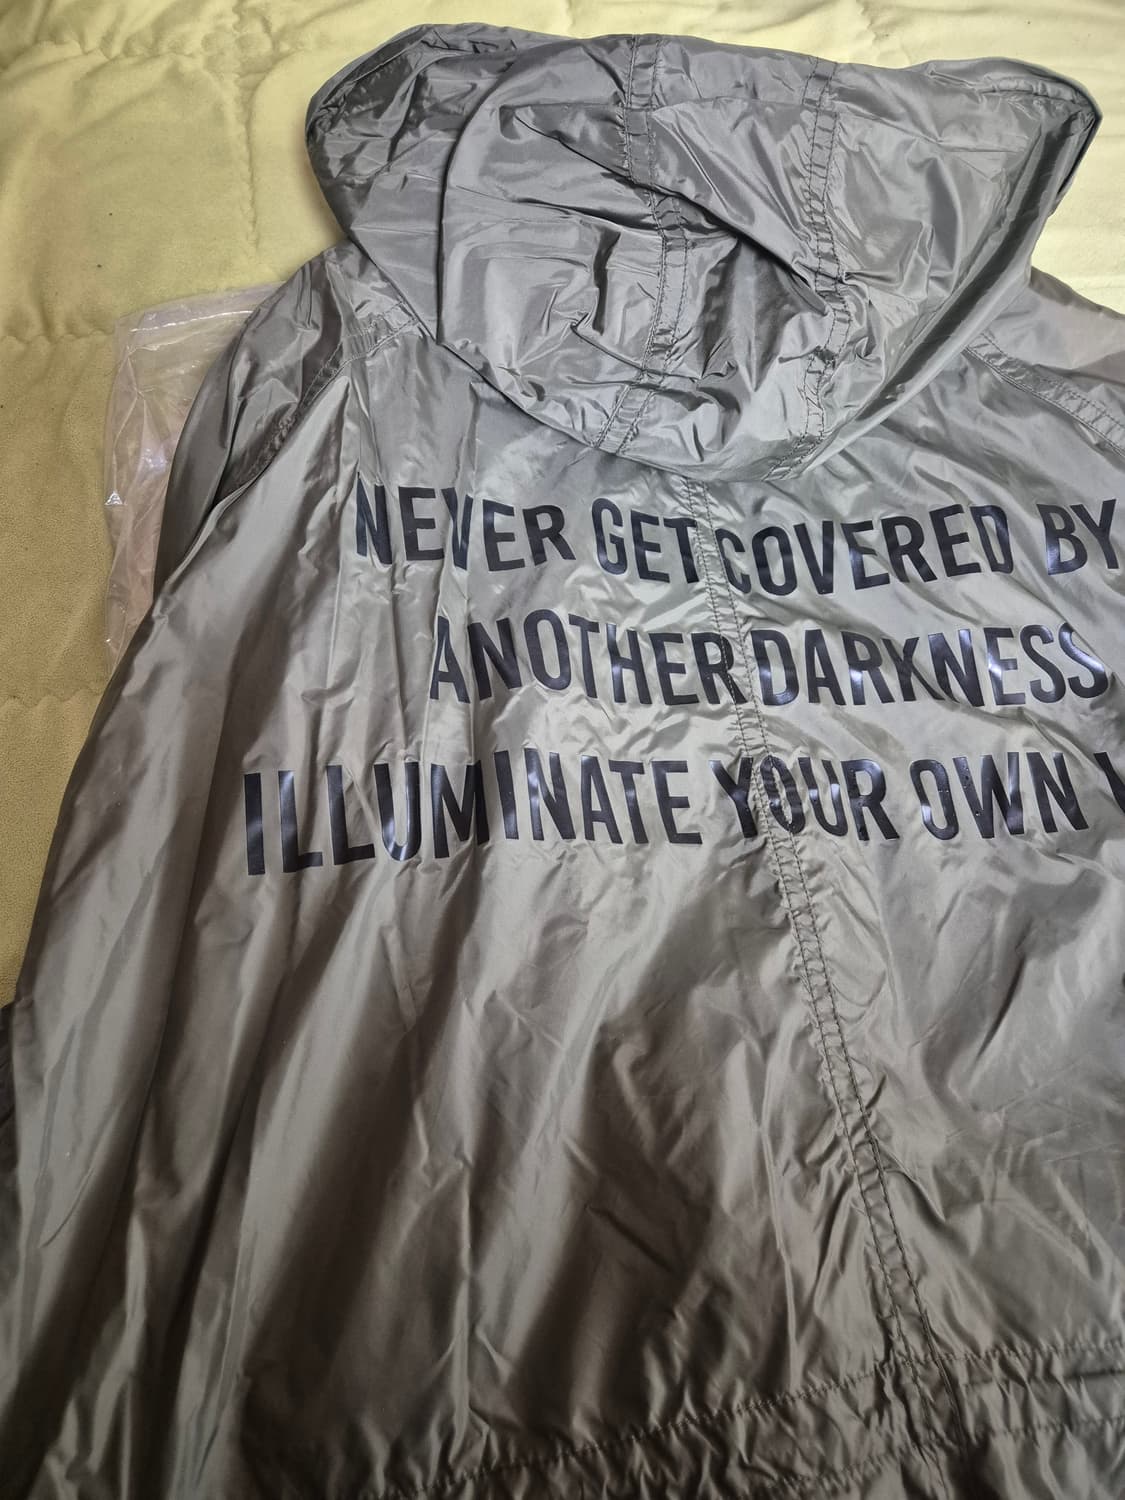 NEVER GET COVERED BY
ANOTHER DARKNESS
ILLUMINATE YOUR OWN